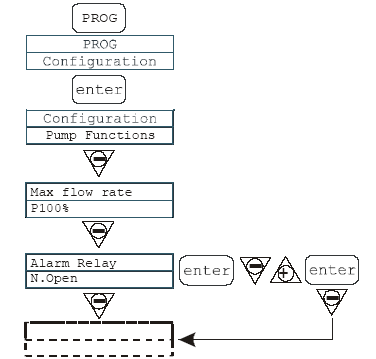 PROG
PROG
Configuration
enter
Configuration
Pump Functions
Max flow rate
P100%
Alarm Relay
N.Open
enter
enter